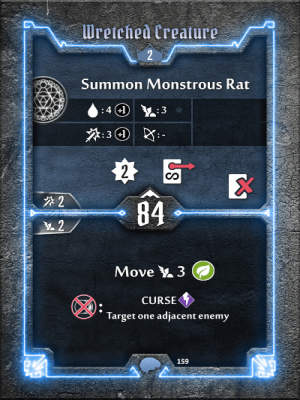 Wretched Creature
2
Summon Monstrous Rat
: 4 +1 : 3
: 3 +1 : -
2 S
84
2
2
Move 3
: CURSE
Target one adjacent enemy
159